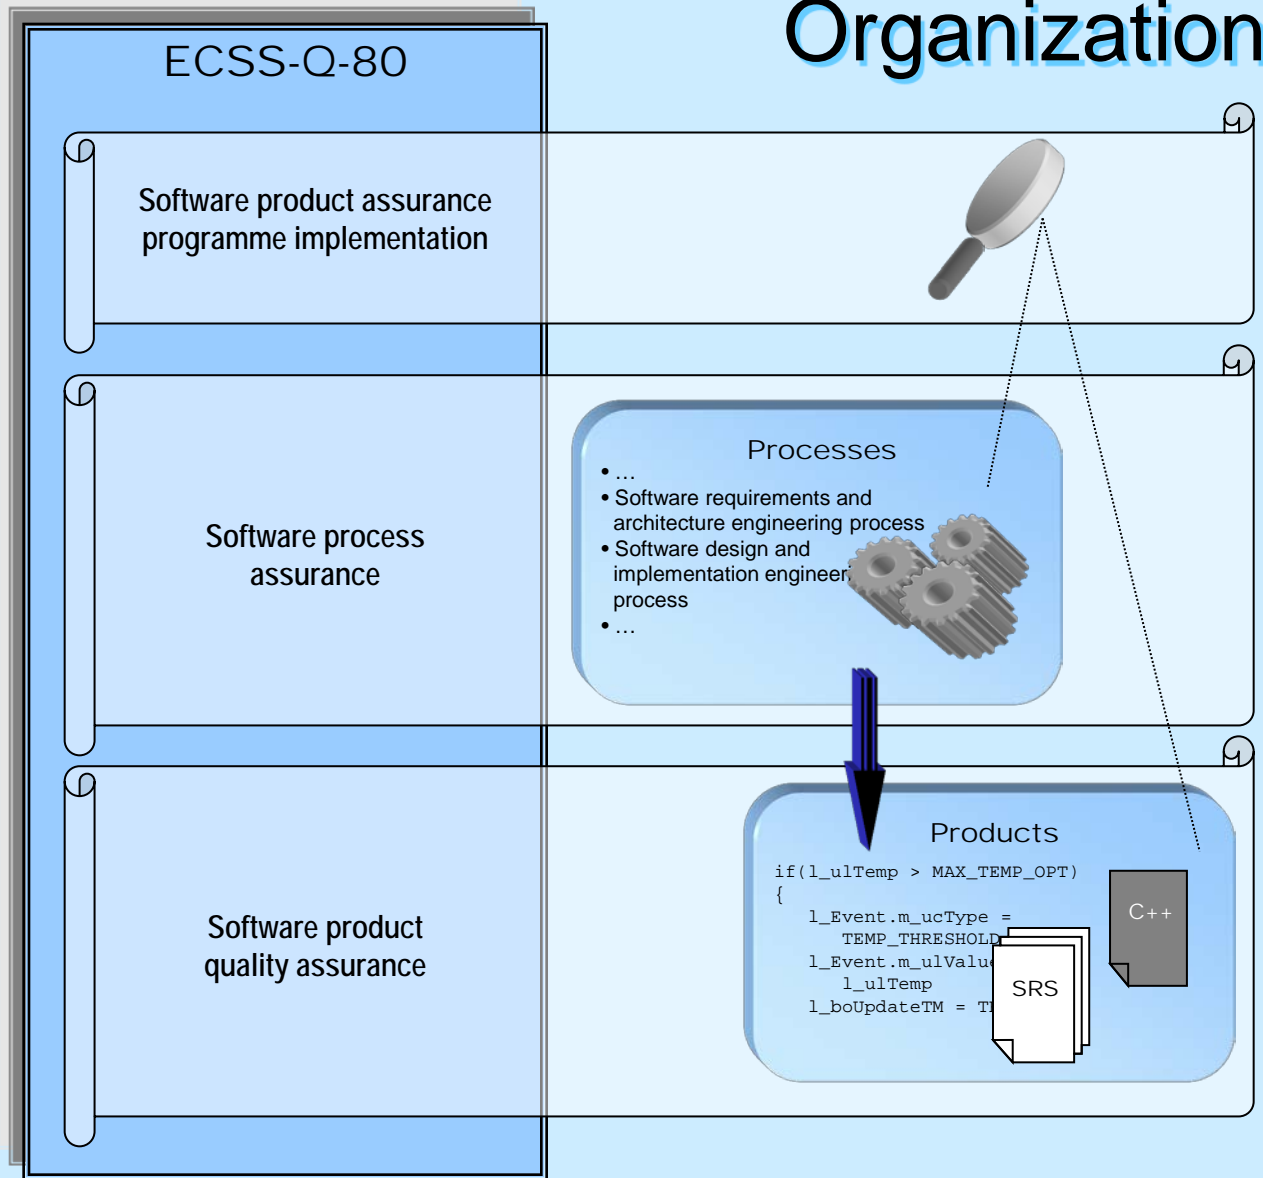 Organization
ECSS-Q-80
Software product assurance
programme implementation
Software process
assurance
Processes
• ...
• Software requirements and
architecture engineering process
• Software design and
implementation engineer
process
• ...
Software product
quality assurance
Products
if(l_ulTemp > MAX_TEMP_OPT)
{
l_Event.m_ucType =
TEMP_THRESHOLD
l_Event.m_ulValue
l_ulTemp
l_boUpdateTM =
C++
SRS